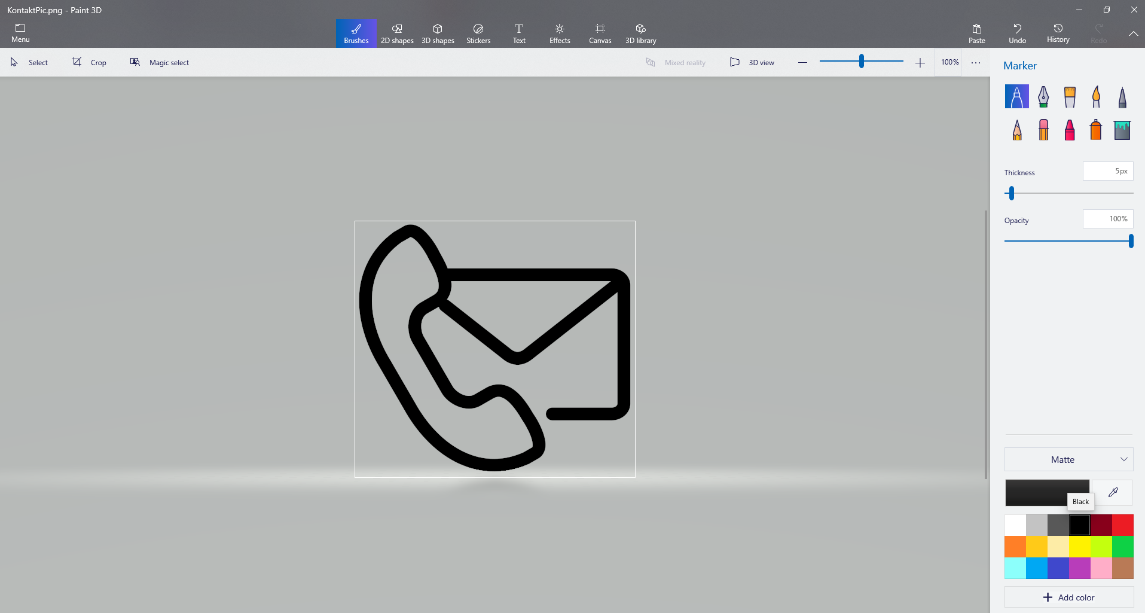 KontaktPic.png - Paint 3D
Menu
Brushes
2D shapes
3D shapes
Stickers
Text
Effects
Canvas
3D library
Paste
Undo
History
Redo
Select
Crop
Magic select
Mixed reality
3D view
100%
Marker
Thickness
5px
Opacity
100%
Matte
Black
Add color